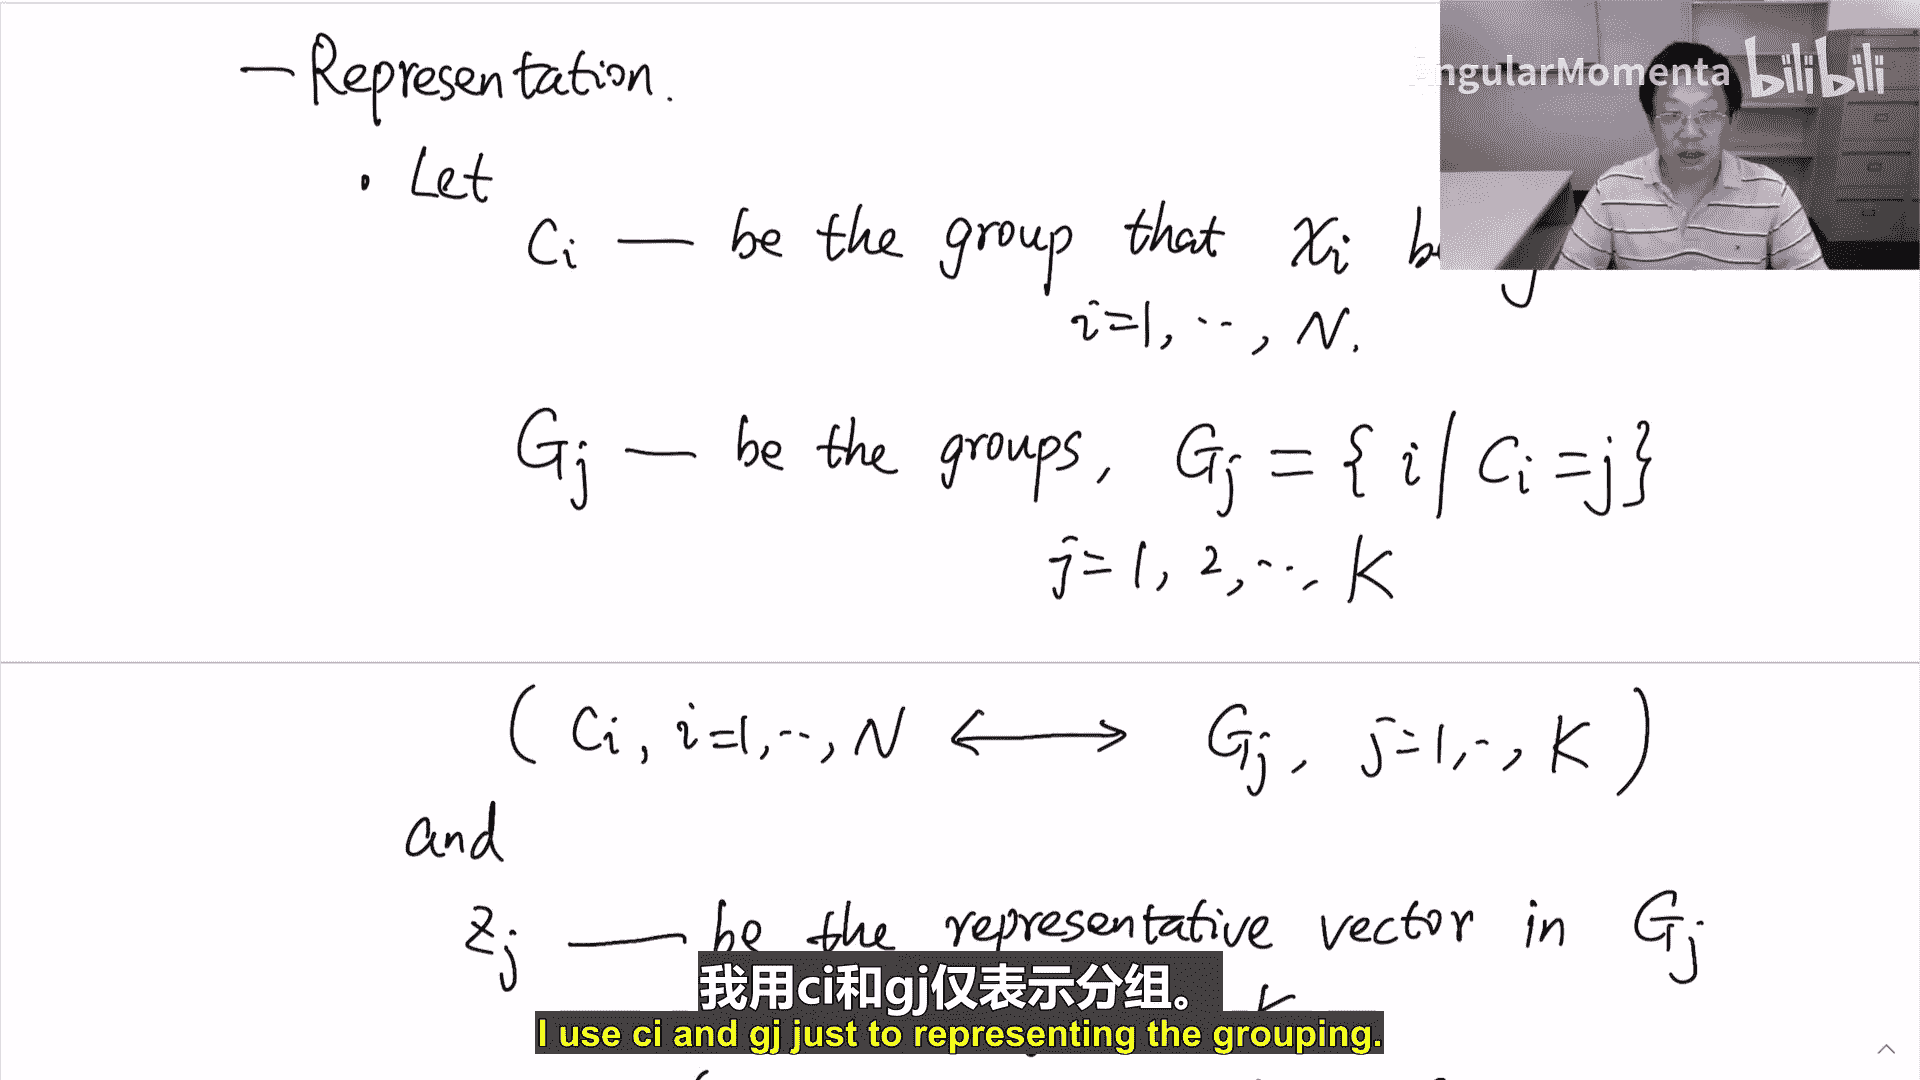 — Representation.
ngularMomenta bilibili
• Let
Ci — be the group that Xi
i=1, ‥, N.
Gj — be the groups, Gj = { i | Ci = j}
j= 1, 2, ‥, K
( Ci, i=1, ‥, N ⟷ Gj, j=1, ‥, K )
and
Zj — be the representative vector in Gj
我用ci和gj仅表示分组。
I use ci and gj just to representing the grouping.